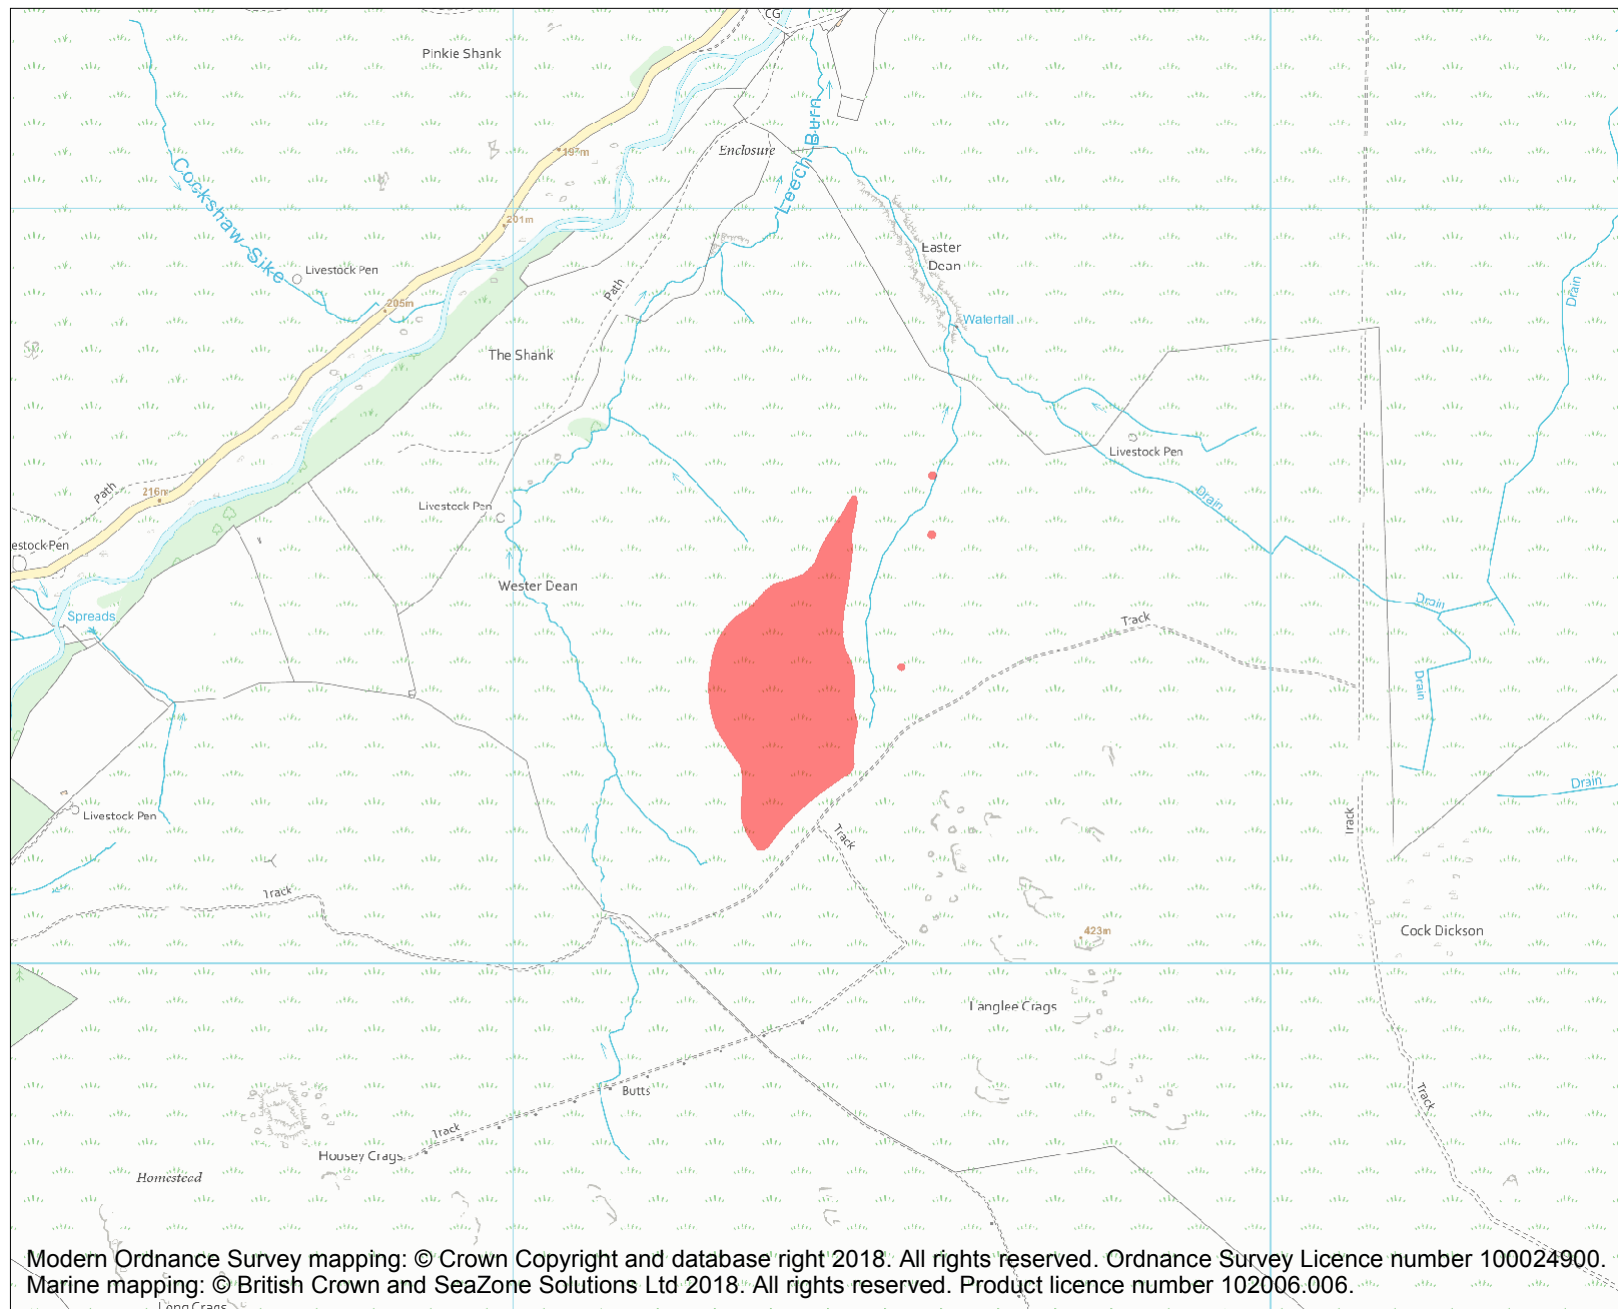 CG
Pinkie Shank
197m
Enclosure
Leech Burn
Cockshaw Sike
201m
Easter
Dean
Livestock Pen
Path
205m
Drain
Waterfall
The Shank
Livestock Pen
Path
216m
Livestock Pen
Drain
estock Pen
Wester Dean
Drain
Spreads
Track
Drain
Drain
Livestock Pen
Track
Track
Track
423m
Cock Dickson
Langlee Crags
Butts
Track
Track
Housey Crags
Homestead
Modern Ordnance Survey mapping: © Crown Copyright and database right 2018. All rights reserved. Ordnance Survey Licence number 100024900.
Marine mapping: © British Crown and SeaZone Solutions Ltd 2018. All rights reserved. Product licence number 102006.006.
Long Crags